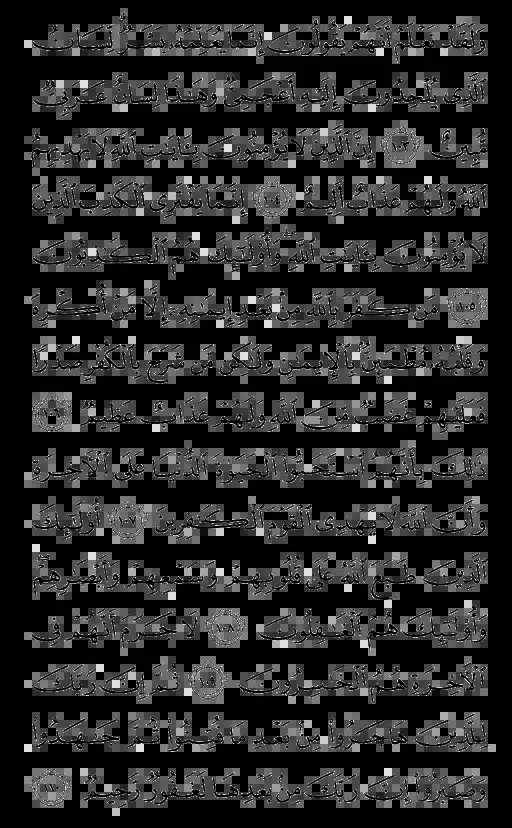 وَلَقَدْ نَعْلَمُ أَنَّهُمْ يَقُولُونَ إِنَّمَا يُعَلِّمُهُۥ بَشَرٌ ۗ لِّسَانُ
ٱلَّذِى يُلْحِدُونَ إِلَيْهِ أَعْجَمِىٌّ وَهَـٰذَا لِسَانٌ عَرَبِىٌّ
مُّبِينٌ ١٠٣ إِنَّ ٱلَّذِينَ لَا يُؤْمِنُونَ بِـَٔايَـٰتِ ٱللَّهِ لَا يَهْدِيهِمُ
ٱللَّهُ وَلَهُمْ عَذَابٌ أَلِيمٌ ١٠٤ إِنَّمَا يَفْتَرِى ٱلْكَذِبَ ٱلَّذِينَ
لَا يُؤْمِنُونَ بِـَٔايَـٰتِ ٱللَّهِ ۖ وَأُو۟لَـٰٓئِكَ هُمُ ٱلْكَـٰذِبُونَ
١٠٥ مَن كَفَرَ بِٱللَّهِ مِنۢ بَعْدِ إِيمَـٰنِهِۦٓ إِلَّا مَنْ أُكْرِهَ
وَقَلْبُهُۥ مُطْمَئِنٌّۢ بِٱلْإِيمَـٰنِ وَلَـٰكِن مَّن شَرَحَ بِٱلْكُفْرِ صَدْرًا
فَعَلَيْهِمْ غَضَبٌ مِّنَ ٱللَّهِ وَلَهُمْ عَذَابٌ عَظِيمٌ ١٠٦
ذَٰلِكَ بِأَنَّهُمُ ٱسْتَحَبُّوا۟ ٱلْحَيَوٰةَ ٱلدُّنْيَا عَلَى ٱلْـَٔاخِرَةِ
وَأَنَّ ٱللَّهَ لَا يَهْدِى ٱلْقَوْمَ ٱلْكَـٰفِرِينَ ١٠٧ أُو۟لَـٰٓئِكَ
ٱلَّذِينَ طَبَعَ ٱللَّهُ عَلَىٰ قُلُوبِهِمْ وَسَمْعِهِمْ وَأَبْصَـٰرِهِمْ ۖ
وَأُو۟لَـٰٓئِكَ هُمُ ٱلْغَـٰفِلُونَ ١٠٨ لَا جَرَمَ أَنَّهُمْ فِى
ٱلْـَٔاخِرَةِ هُمُ ٱلْخَـٰسِرُونَ ١٠٩ ثُمَّ إِنَّ رَبَّكَ
لِلَّذِينَ هَاجَرُوا۟ مِنۢ بَعْدِ مَا فُتِنُوا۟ ثُمَّ جَـٰهَدُوا۟
وَصَبَرُوٓا۟ إِنَّ رَبَّكَ مِنۢ بَعْدِهَا لَغَفُورٌ رَّحِيمٌ ١١٠